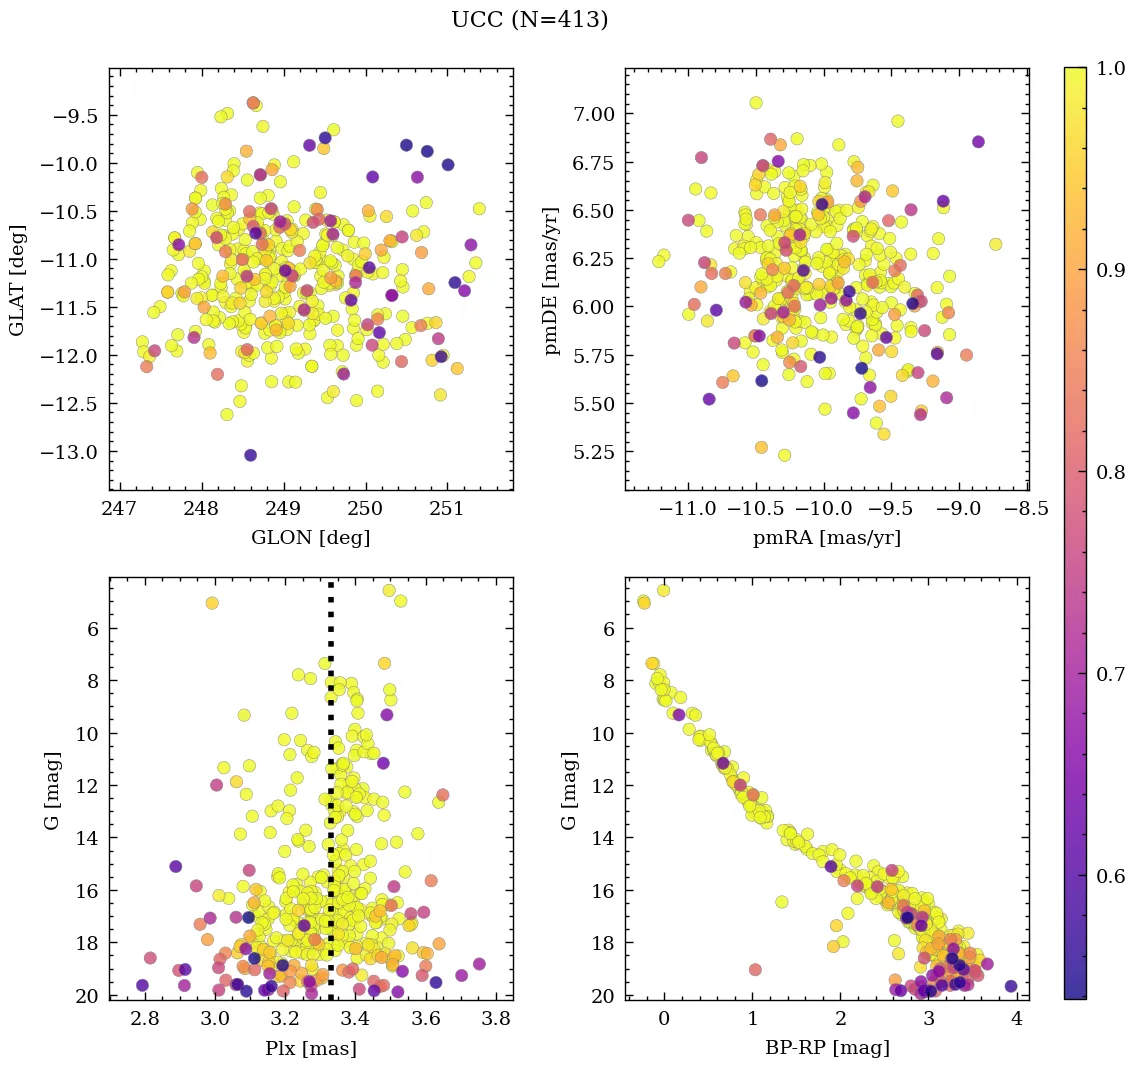 UCC (N=413)
−9.5
−10.0
−10.5
−11.0
−11.5
−12.0
−12.5
−13.0
GLAT [deg]
247 248 249 250 251
GLON [deg]
7.00
6.75
6.50
6.25
6.00
5.75
5.50
5.25
pmDE [mas/yr]
−11.0 −10.5 −10.0 −9.5 −9.0 −8.5
pmRA [mas/yr]
1.0
0.9
0.8
0.7
0.6
6
8
10
12
14
16
18
20
G [mag]
2.8 3.0 3.2 3.4 3.6 3.8
Plx [mas]
6
8
10
12
14
16
18
20
G [mag]
0 1 2 3 4
BP-RP [mag]